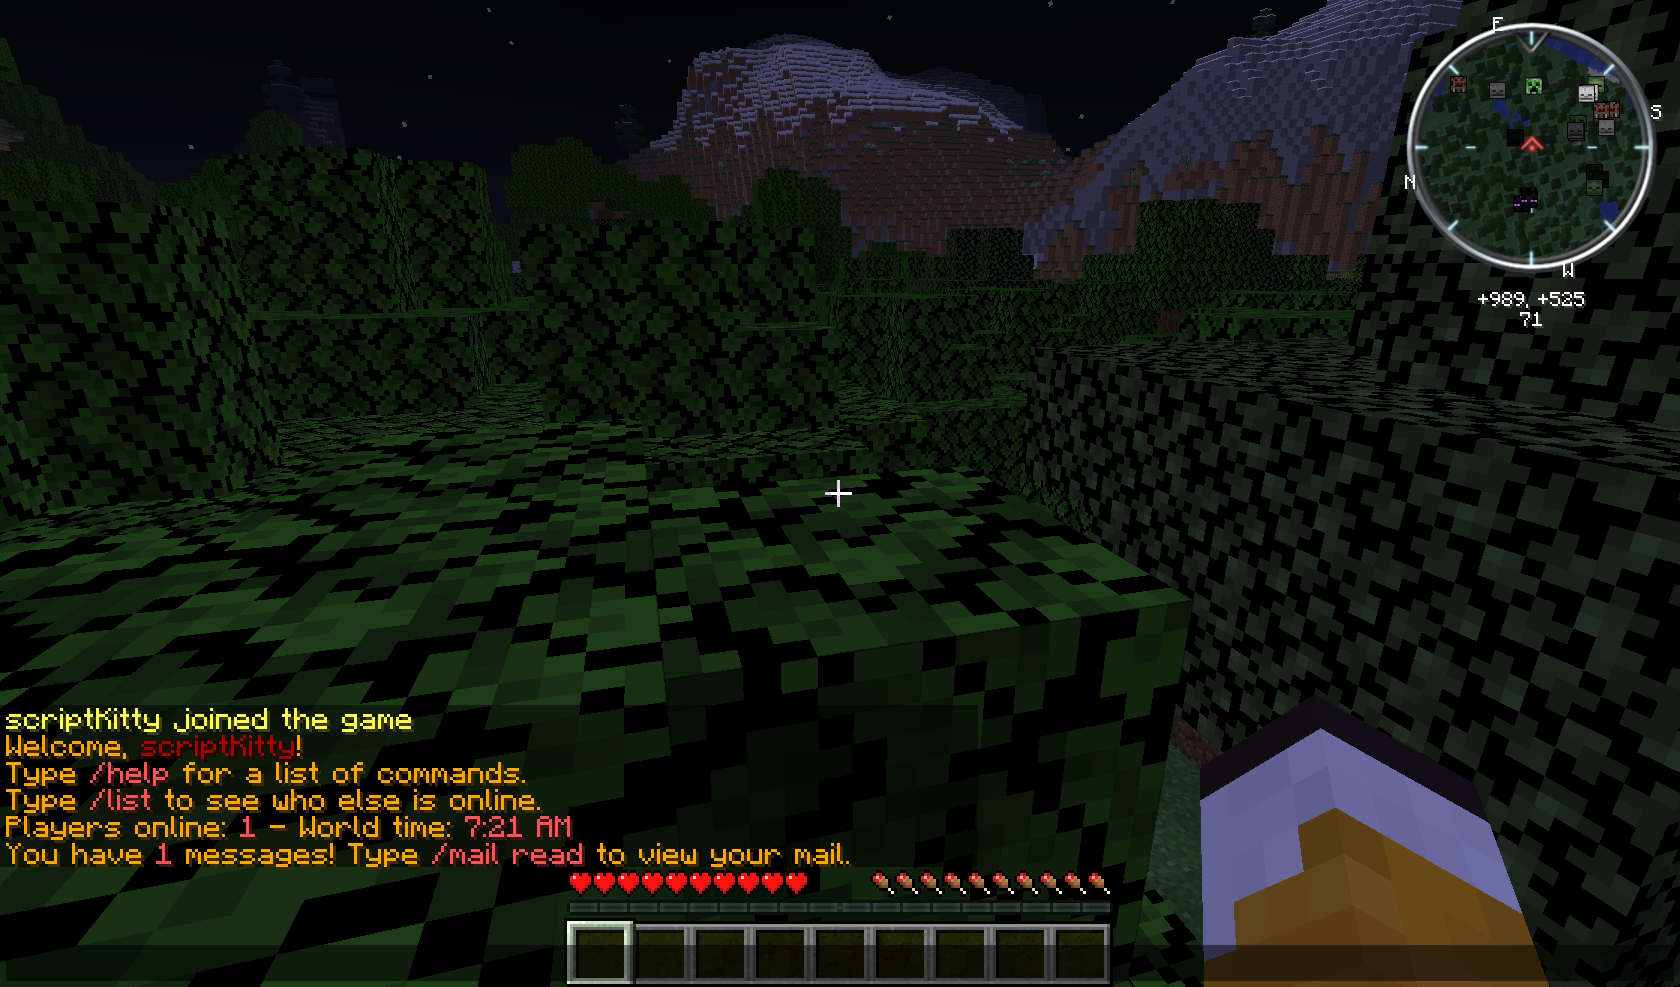 E
S
N
W
+989, +525
71
scriptKitty joined the game
Welcome, scriptKitty!
Type /help for a list of commands.
Type /list to see who else is online.
Players online: 1 - World time: 7:21 AM
You have 1 messages! Type /mail read to view your mail.